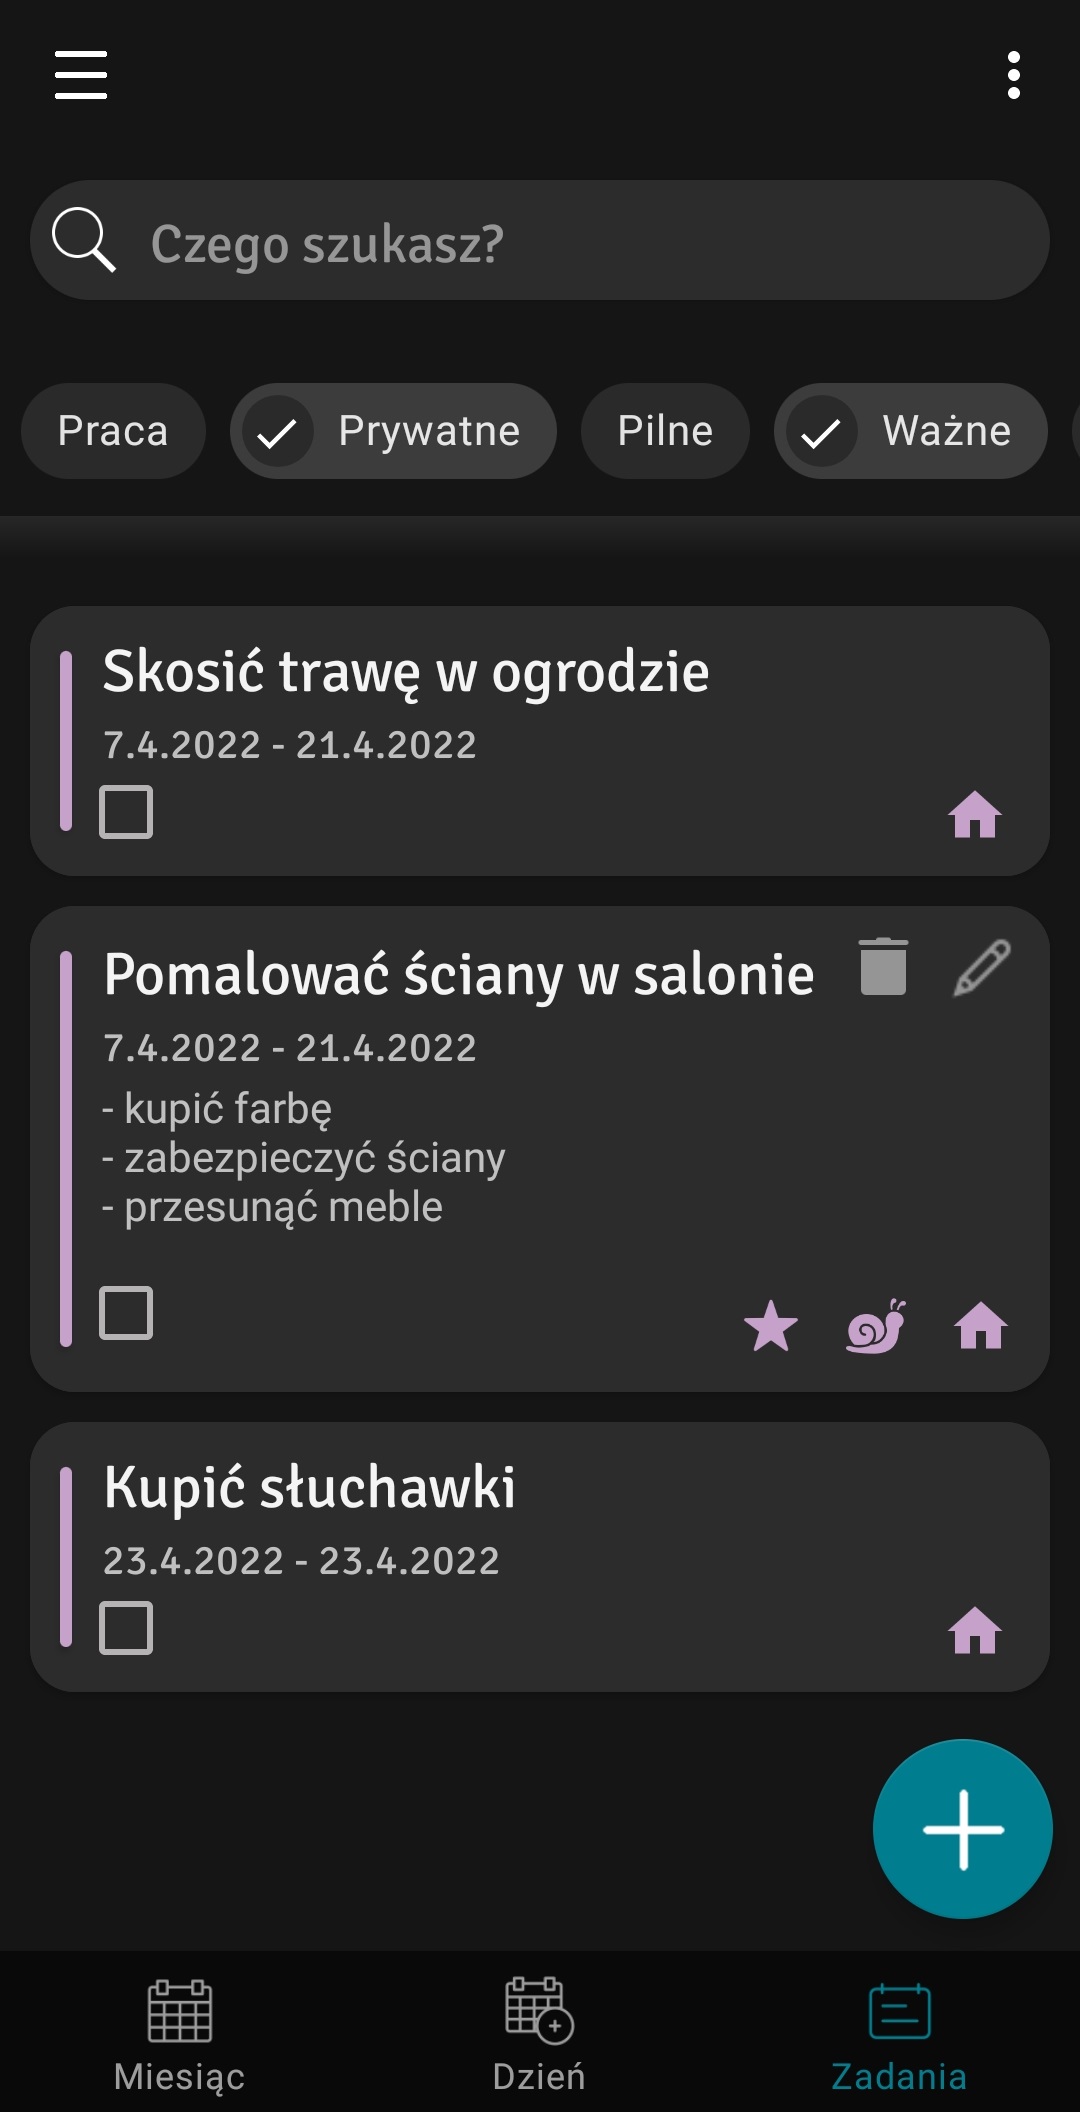 Czego szukasz?
Praca Prywatne Pilne Ważne
Skosić trawę w ogrodzie
7.4.2022 - 21.4.2022
Pomalować ściany w salonie
7.4.2022 - 21.4.2022
- kupić farbę
- zabezpieczyć ściany
- przesunąć meble
Kupić słuchawki
23.4.2022 - 23.4.2022
Miesiąc Dzień Zadania